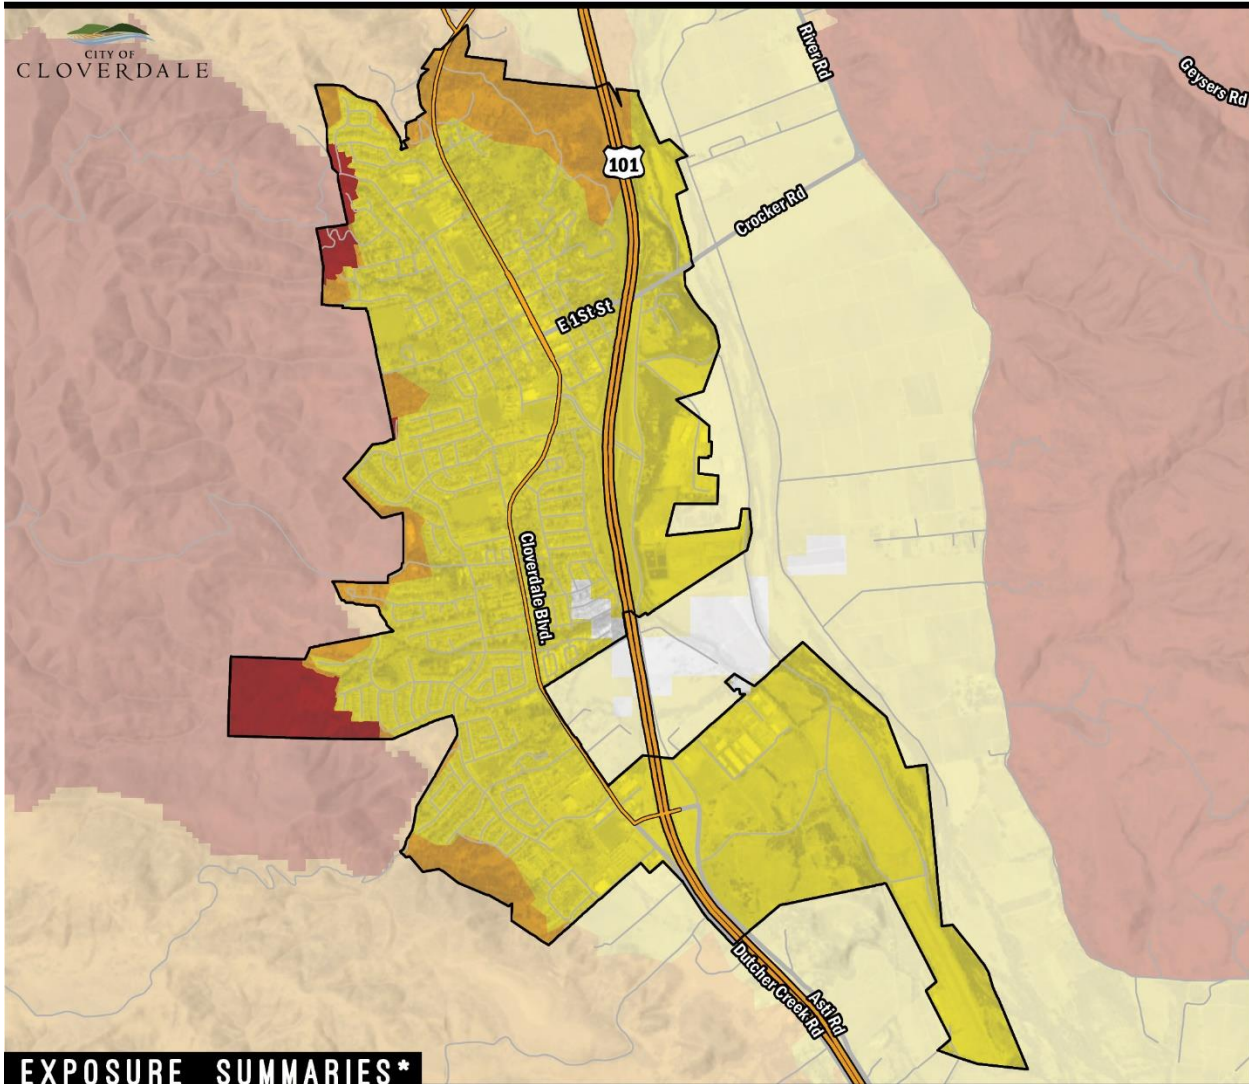 CITY OF
CLOVERDALE
River Rd
Geysers Rd
101
Crocker Rd
E 1St St
Cloverdale Blvd.
Dutcher Creek Rd
Asti Rd
EXPOSURE SUMMARIES*